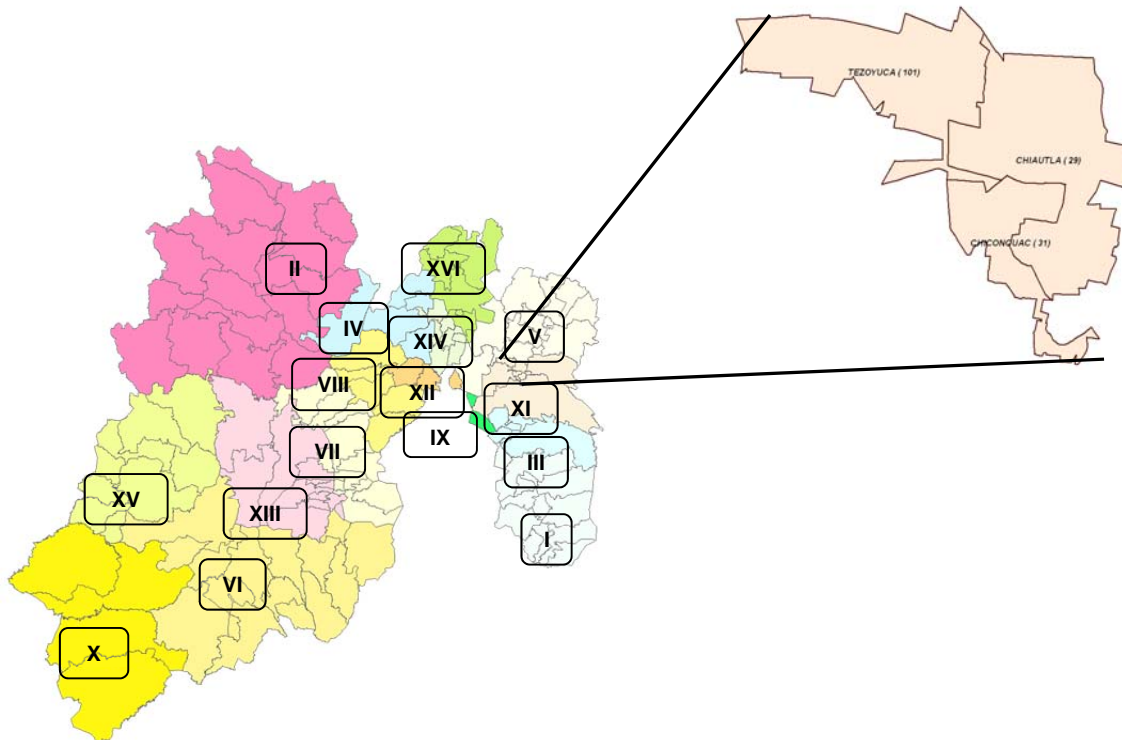 TEZOYUCA ( 101)
CHIAUTLA ( 29)
CHICONCUAC ( 31)
II
XVI
IV
XIV
V
VIII
XII
XI
IX
VII
III
XV
XIII
I
VI
X